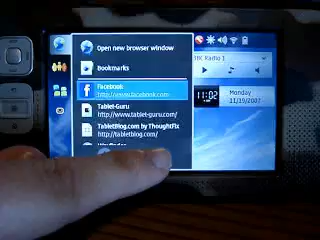 Open new browser window
Bookmarks
Facebook
http://www.facebook.com/
Tablet-Guru
http://www.tablet-guru.com/
TabletBlog.com by ThoughtFix
http://tabletblog.com/
Radio 1
11:02
Monday
11/19/2007